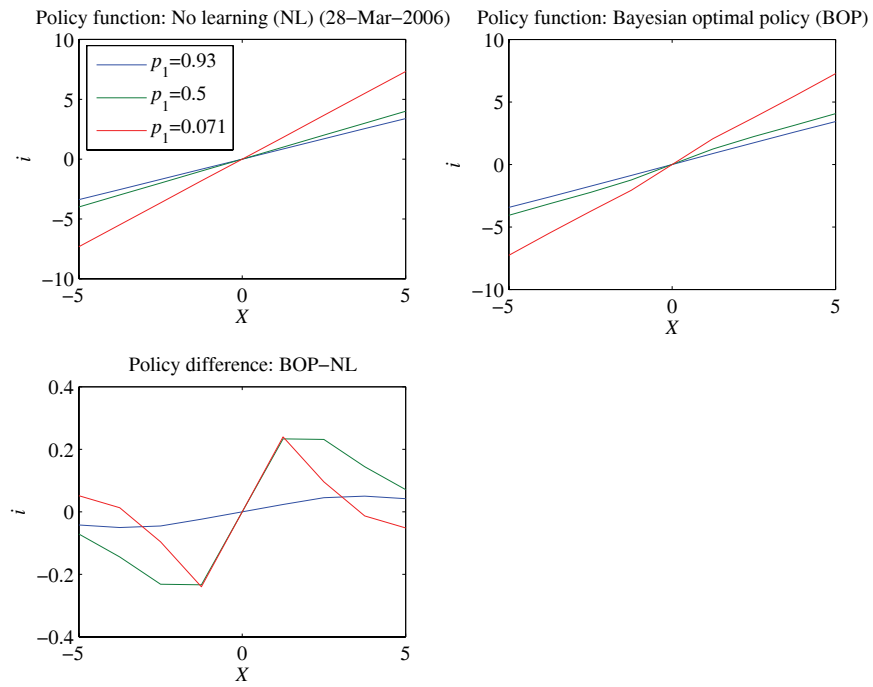 Policy function: No learning (NL) (28−Mar−2006)
10
5
0
−5
−10
i
p1=0.93
p1=0.5
p1=0.071
−5
0
5
X
Policy function: Bayesian optimal policy (BOP)
10
5
0
−5
−10
i
−5
0
5
X
Policy difference: BOP−NL
0.4
0.2
0
−0.2
−0.4
i
−5
0
5
X